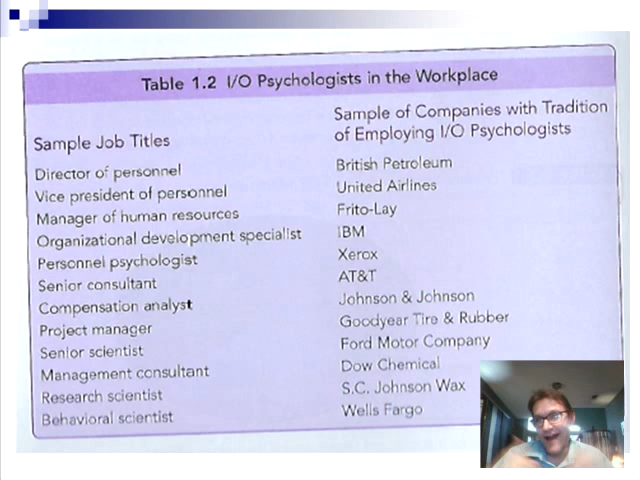 Table 1.2 I/O Psychologists in the Workplace
Sample Job Titles
Director of personnel
Vice president of personnel
Manager of human resources
Organizational development specialist
Personnel psychologist
Senior consultant
Compensation analyst
Project manager
Senior scientist
Management consultant
Research scientist
Behavioral scientist
Sample of Companies with Tradition
of Employing I/O Psychologists
British Petroleum
United Airlines
Frito-Lay
IBM
Xerox
AT&T
Johnson & Johnson
Goodyear Tire & Rubber
Ford Motor Company
Dow Chemical
S.C. Johnson Wax
Wells Fargo